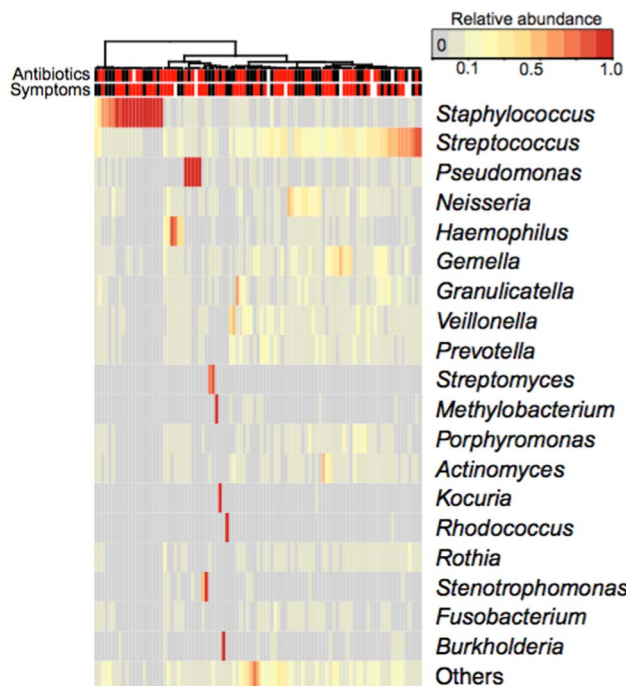 Relative abundance
0
0.1 0.5 1.0
Antibiotics
Symptoms
Staphylococcus
Streptococcus
Pseudomonas
Neisseria
Haemophilus
Gemella
Granulicatella
Veillonella
Prevotella
Streptomyces
Methylobacterium
Porphyromonas
Actinomyces
Kocuria
Rhodococcus
Rothia
Stenotrophomonas
Fusobacterium
Burkholderia
Others